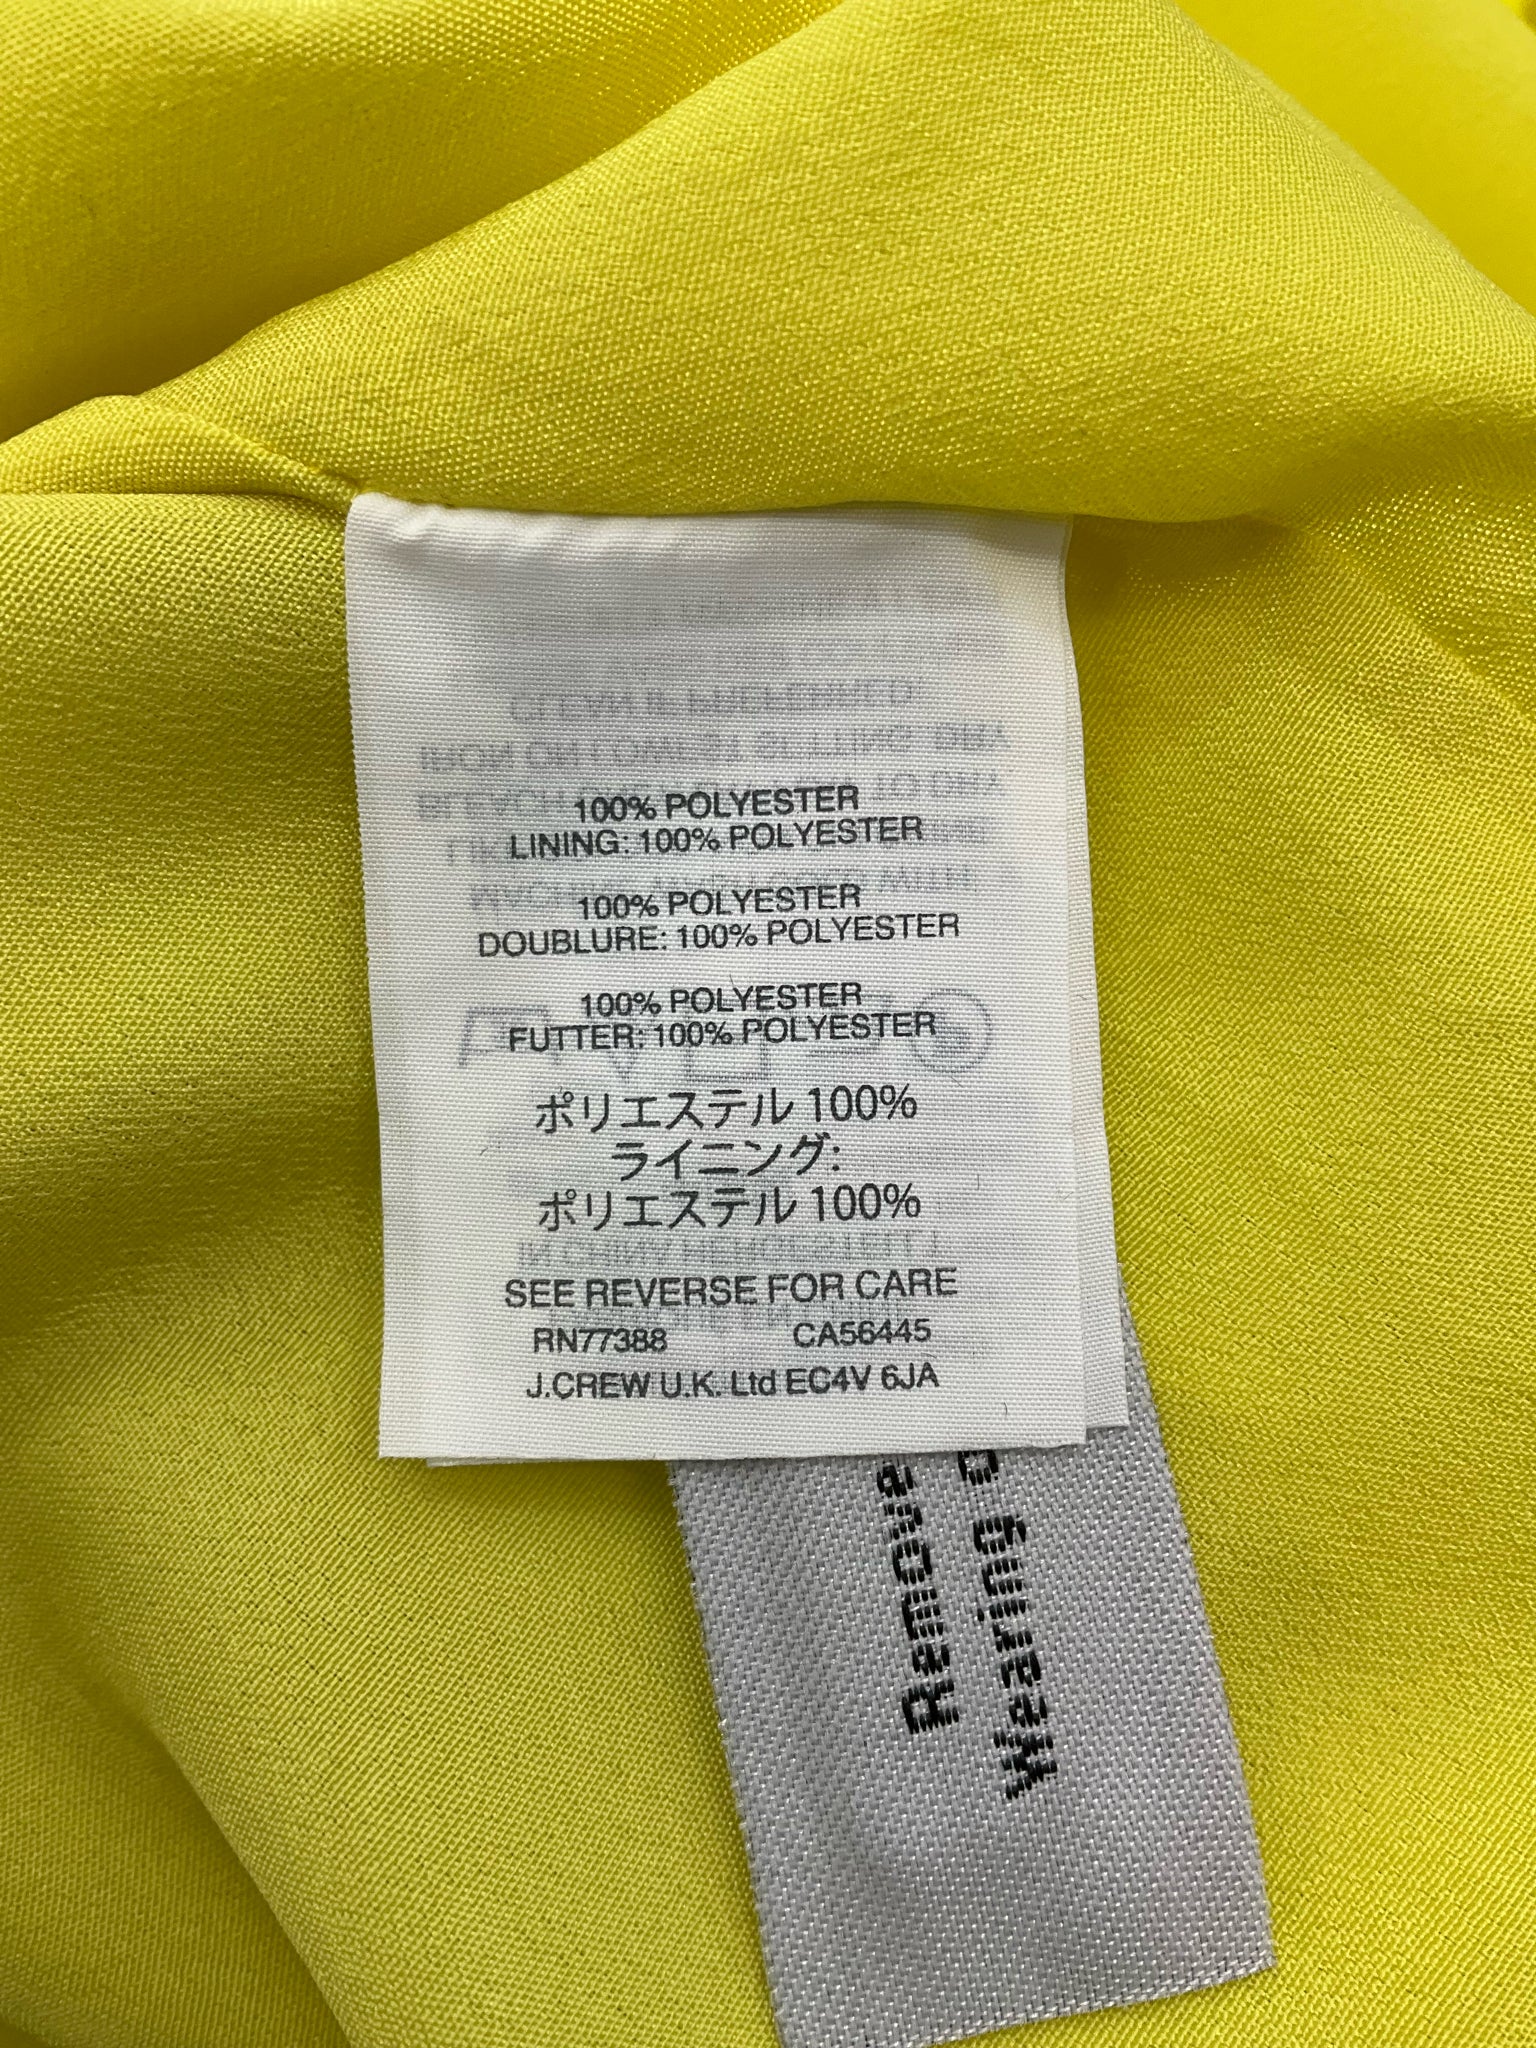 100% POLYESTER
LINING: 100% POLYESTER
100% POLYESTER
DOUBLURE: 100% POLYESTER
100% POLYESTER
FUTTER: 100% POLYESTER
ポリエステル 100%
ライニング:
ポリエステル 100%
SEE REVERSE FOR CARE
RN77388 CA56445
J.CREW U.K. Ltd EC4V 6JA
Remove
Wearing